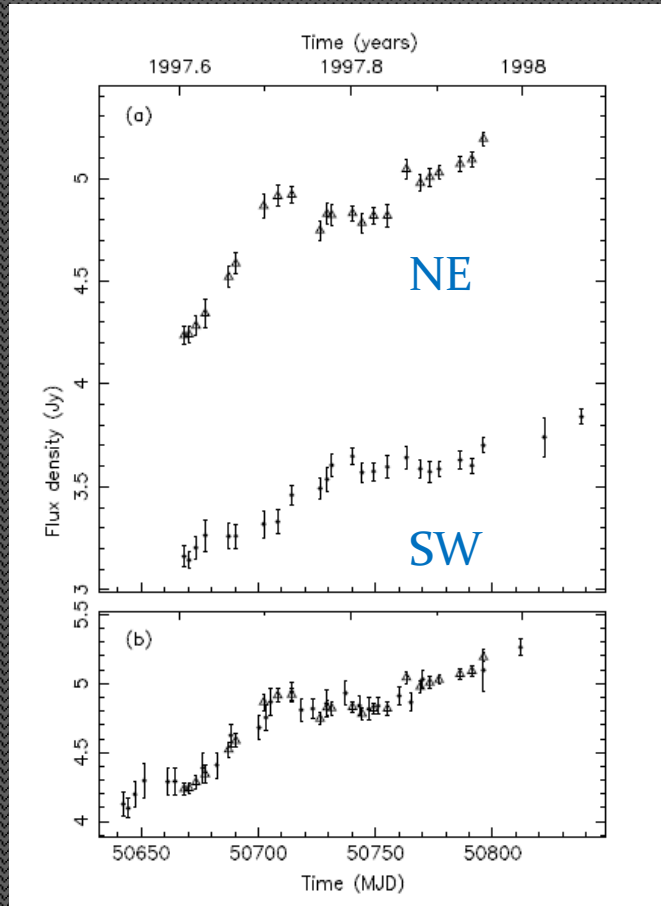 Time (years)
1997.6 1997.8 1998
(a)
5
4.5
4
3.5
3
NE
SW
Flux density (Jy)
(b)
5.5
5
4.5
4
50650 50700 50750 50800
Time (MJD)